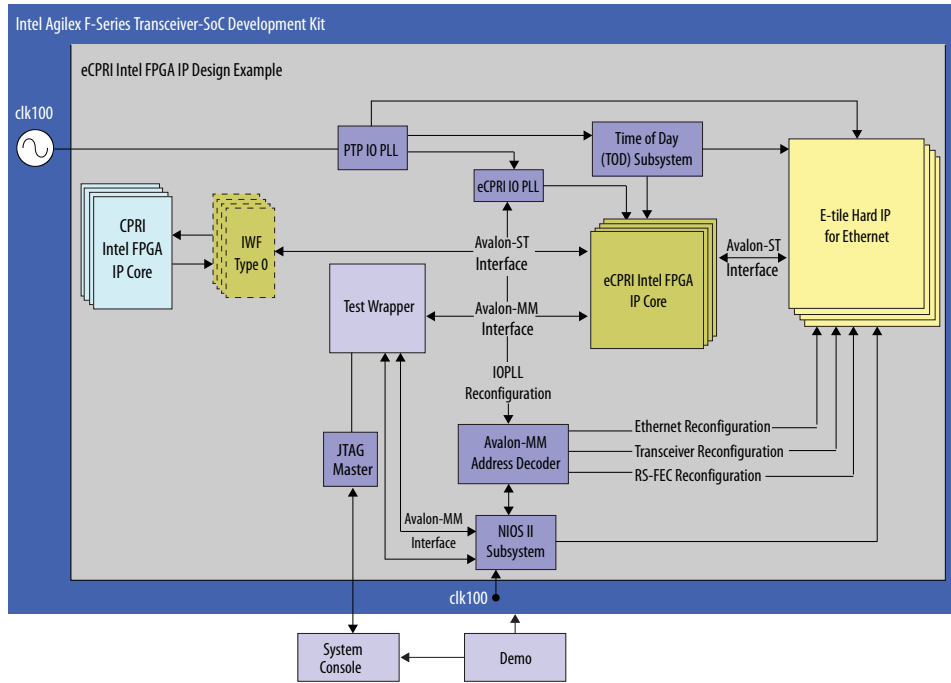 Intel Agilex F-Series Transceiver-SoC Development Kit
eCPRI Intel FPGA IP Design Example
clk100
PTP IO PLL
Time of Day
(TOD) Subsystem
eCPRI IO PLL
E-tile Hard IP
for Ethernet
CPRI
Intel FPGA
IP Core
IWF
Type 0
Avalon-ST
Interface
eCPRI Intel FPGA
IP Core
Avalon-ST
Interface
Test Wrapper
Avalon-MM
Interface
IOPLL
Reconfiguration
JTAG
Master
Avalon-MM
Address Decoder
Ethernet Reconfiguration
Transceiver Reconfiguration
RS-FEC Reconfiguration
Avalon-MM
Interface
NIOS II
Subsystem
clk100
System
Console
Demo